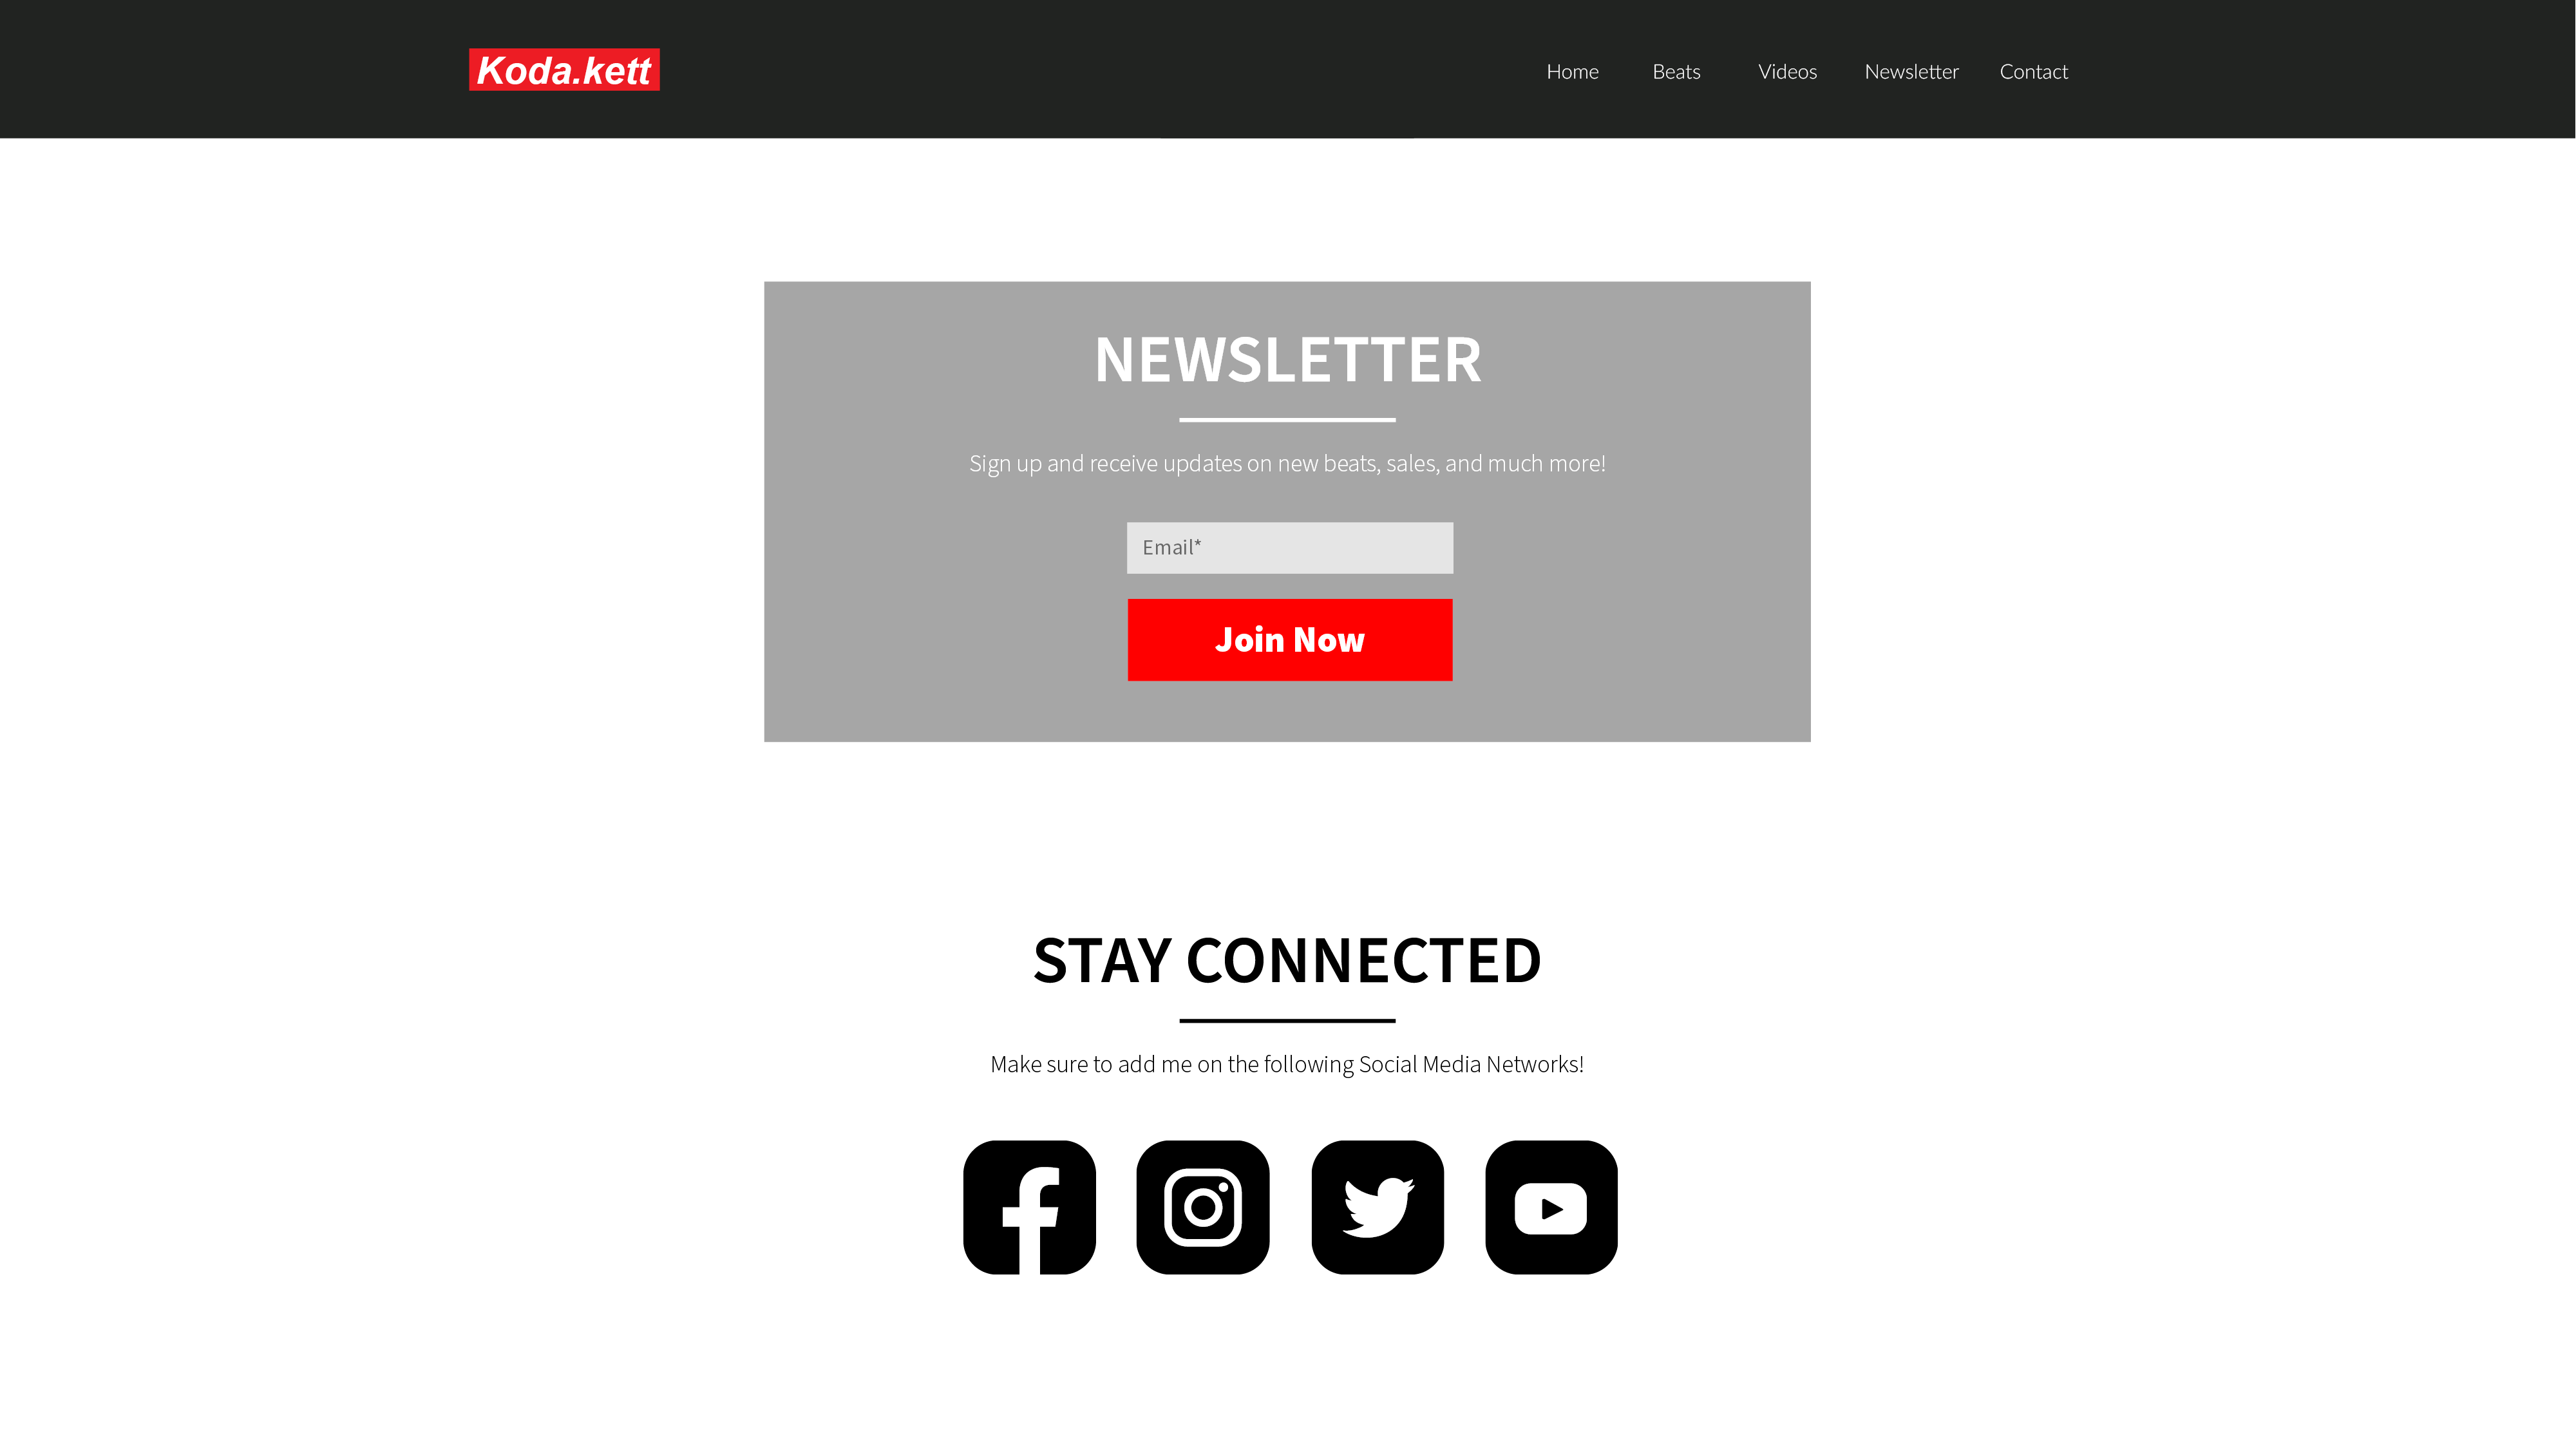 Koda.kett
Home Beats Videos Newsletter Contact
NEWSLETTER
Sign up and receive updates on new beats, sales, and much more!
Email*
Join Now
STAY CONNECTED
Make sure to add me on the following Social Media Networks!